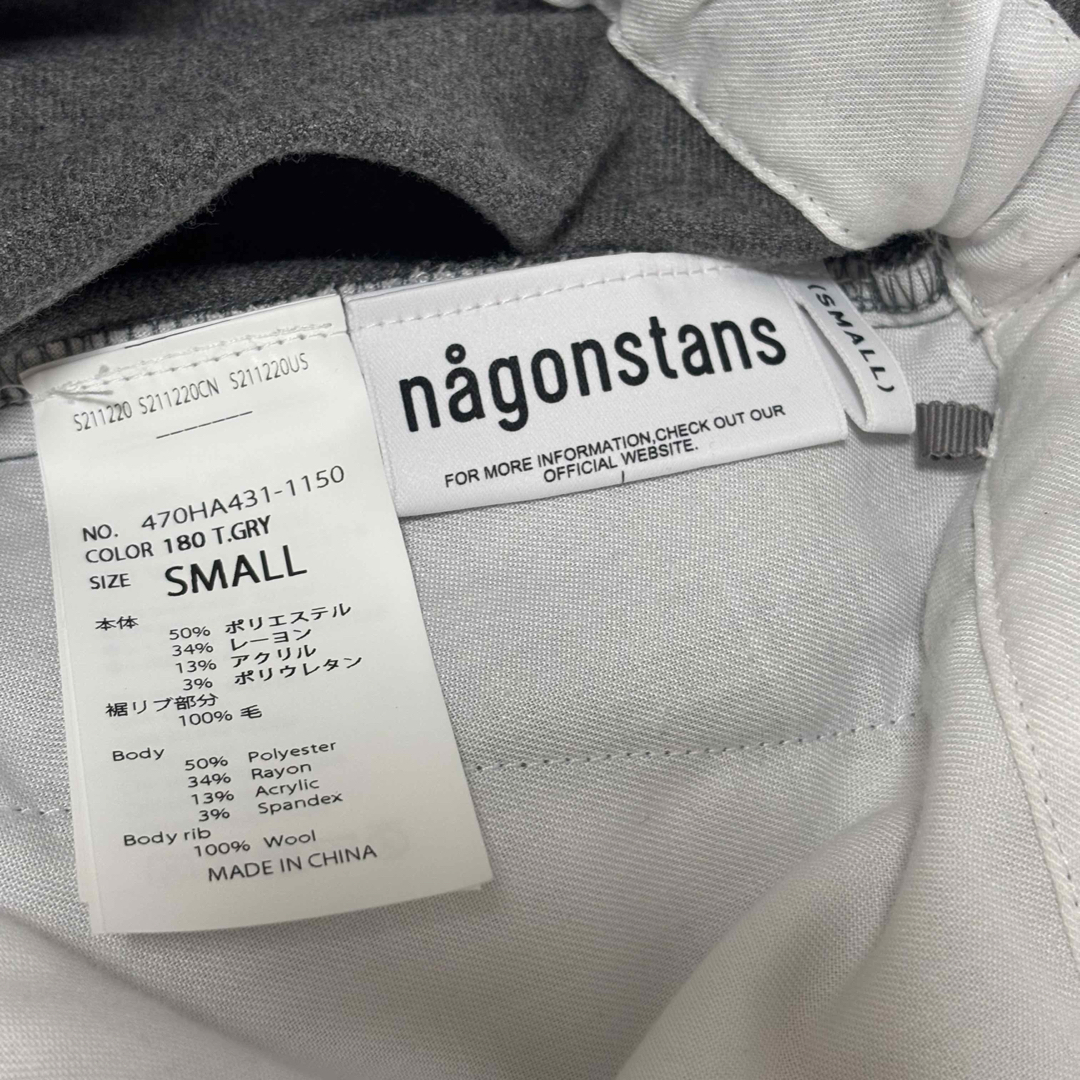 S211220 S211220CN S211220US
NO. 470HA431-1150
COLOR 180 T.GRY
SIZE SMALL
本体
50% ポリエステル
34% レーヨン
13% アクリル
3% ポリウレタン
裾リブ部分
100% 毛
Body
50% Polyester
34% Rayon
13% Acrylic
3% Spandex
Body rib
100% Wool
MADE IN CHINA
någonstans
FOR MORE INFORMATION,CHECK OUT OUR
OFFICIAL WEBSITE.
(SMALL)